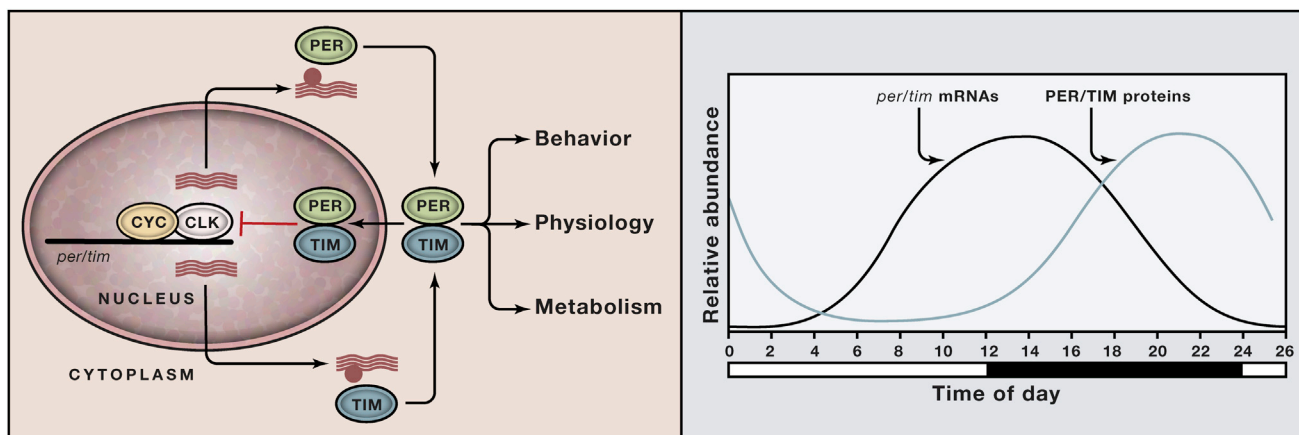 PER
PER
TIM
PER
TIM
CYC
CLK
per/tim
NUCLEUS
CYTOPLASM
TIM
Behavior
Physiology
Metabolism
per/tim mRNAs
PER/TIM proteins
Relative abundance
0 2 4 6 8 10 12 14 16 18 20 22 24 26
Time of day